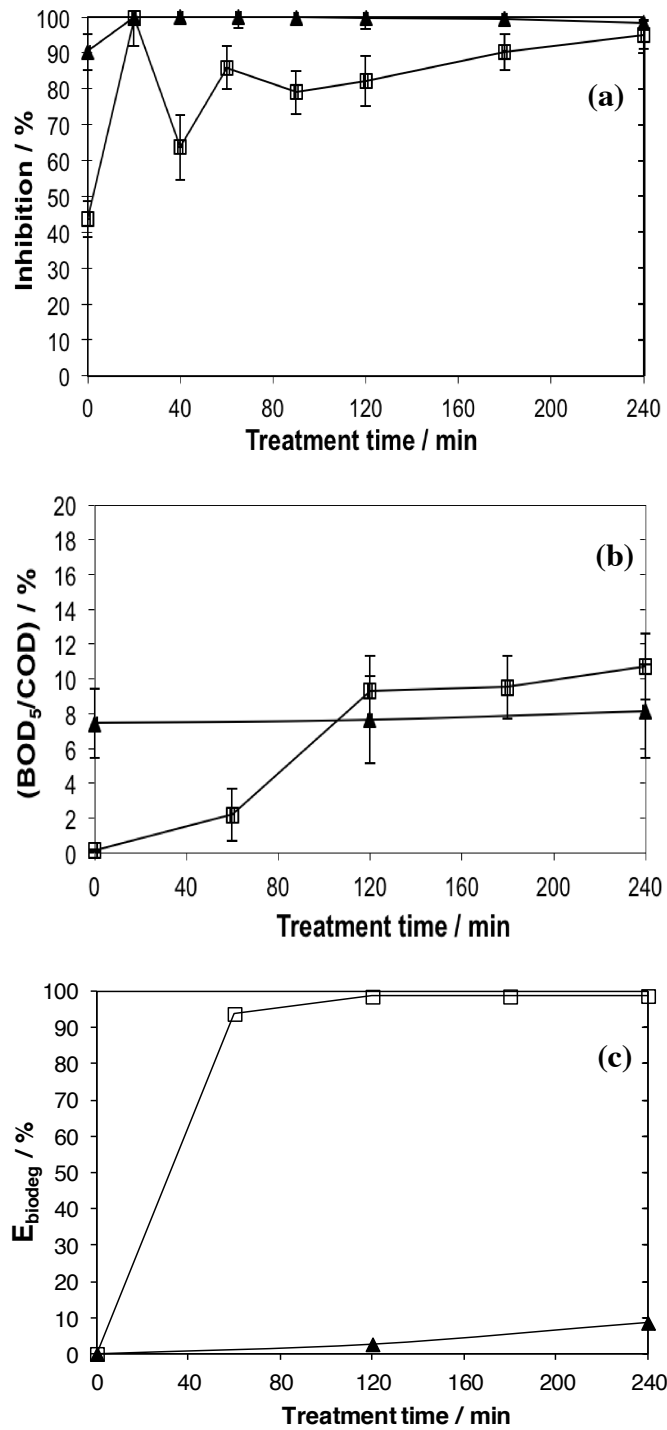 100
90
80
70
60
50
40
30
20
10
0
Inhibition / %
(a)
0 40 80 120 160 200 240
Treatment time / min
20
18
16
14
12
10
8
6
4
2
0
(BOD₅/COD) / %
(b)
0 40 80 120 160 200 240
Treatment time / min
100
90
80
70
60
50
40
30
20
10
0
E_biodeg / %
(c)
0 40 80 120 160 200 240
Treatment time / min